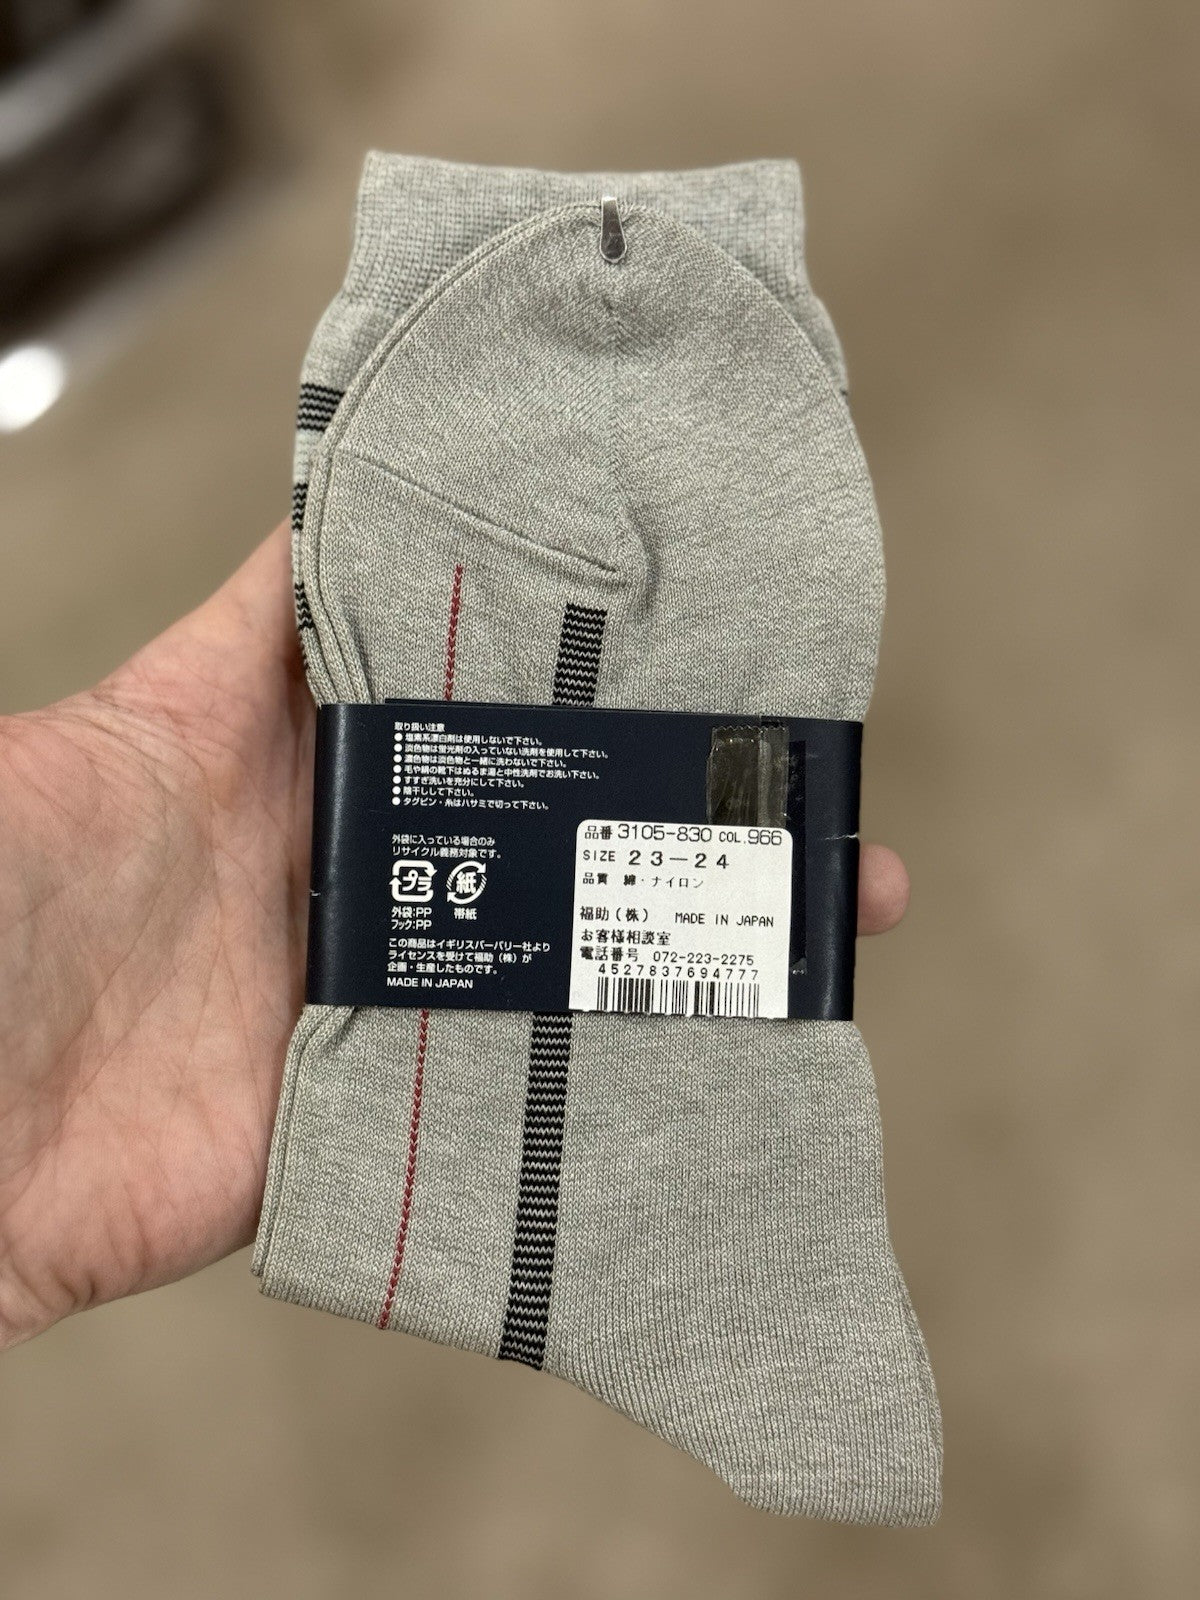 取り扱い注意
●塩素系漂白剤は使用しないで下さい。
●淡色物は蛍光剤の入っていない洗剤を使用して下さい。
●濃色物は淡色物と一緒に洗わないで下さい。
●毛や絹の靴下はぬるま湯と中性洗剤でお洗い下さい。
●すすぎ洗いを充分にして下さい。
●陰干しして下さい。
●タグピン・糸はハサミで切って下さい。
外袋に入っている場合のみ
リサイクル義務対象です。
プラ 紙
外袋:PP 帯紙
フック:PP
この商品はイギリスバーバリー社より
ライセンスを受けて福助(株)が
企画・生産したものです。
MADE IN JAPAN
品番 3105-830 COL.966
SIZE 23-24
品質 綿・ナイロン
福助(株) MADE IN JAPAN
お客様相談室
電話番号 072-223-2275
4527837694777